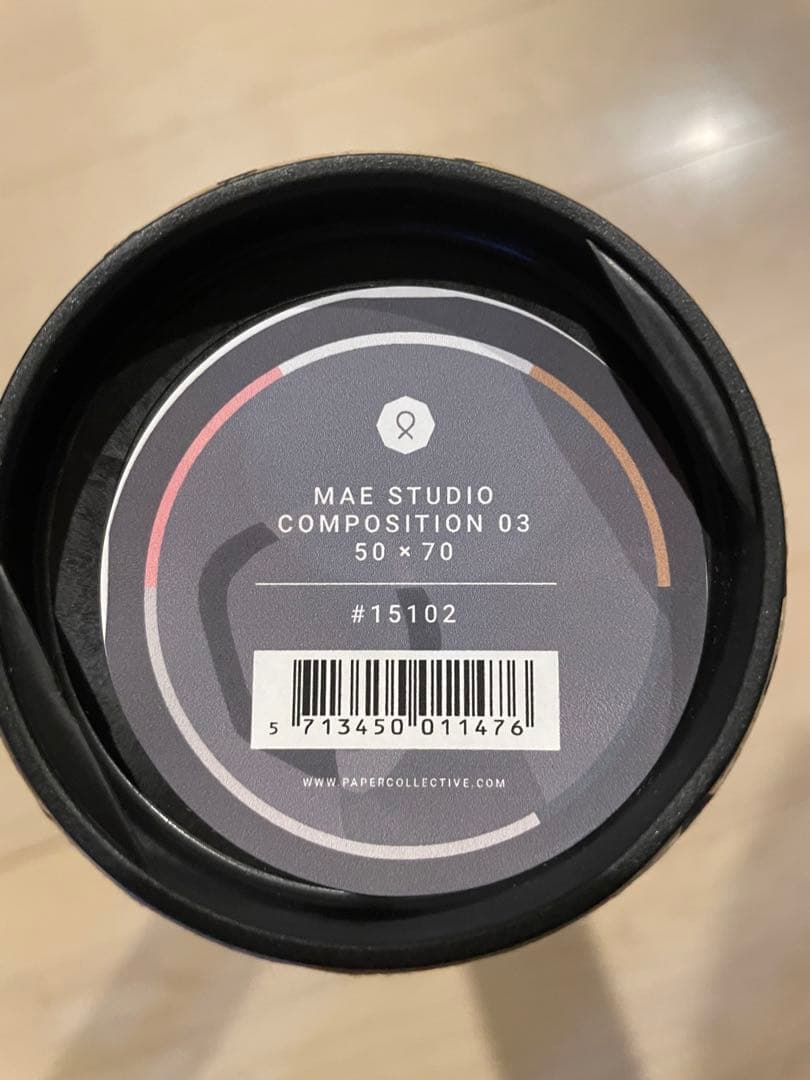 MAE STUDIO
COMPOSITION 03
50 × 70
#15102
5 713450 011476
WWW.PAPERCOLLECTIVE.COM